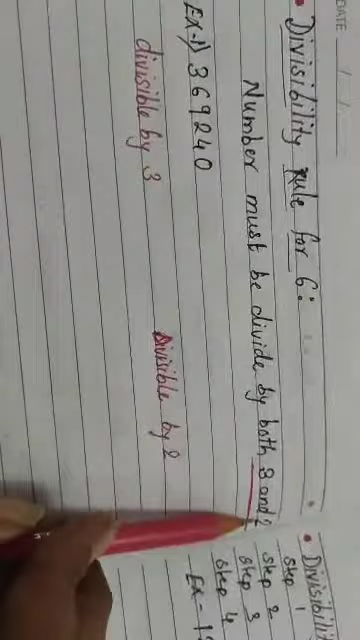 DATE
• Divisibility rule for 6:
Number must be divide by both 3 and 2
Ex-1) 369240
divisible by 3
Divisible by 2
• Divisibili
Step 1
Step 2
Step 3
Step 4
Ex - 1